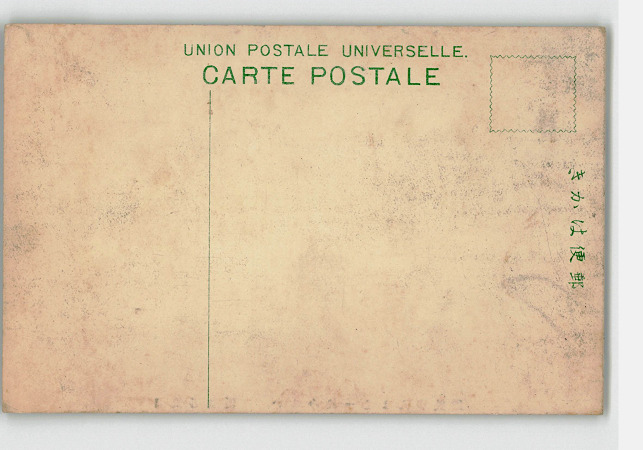 UNION POSTALE UNIVERSELLE.
CARTE POSTALE
きかは便郵